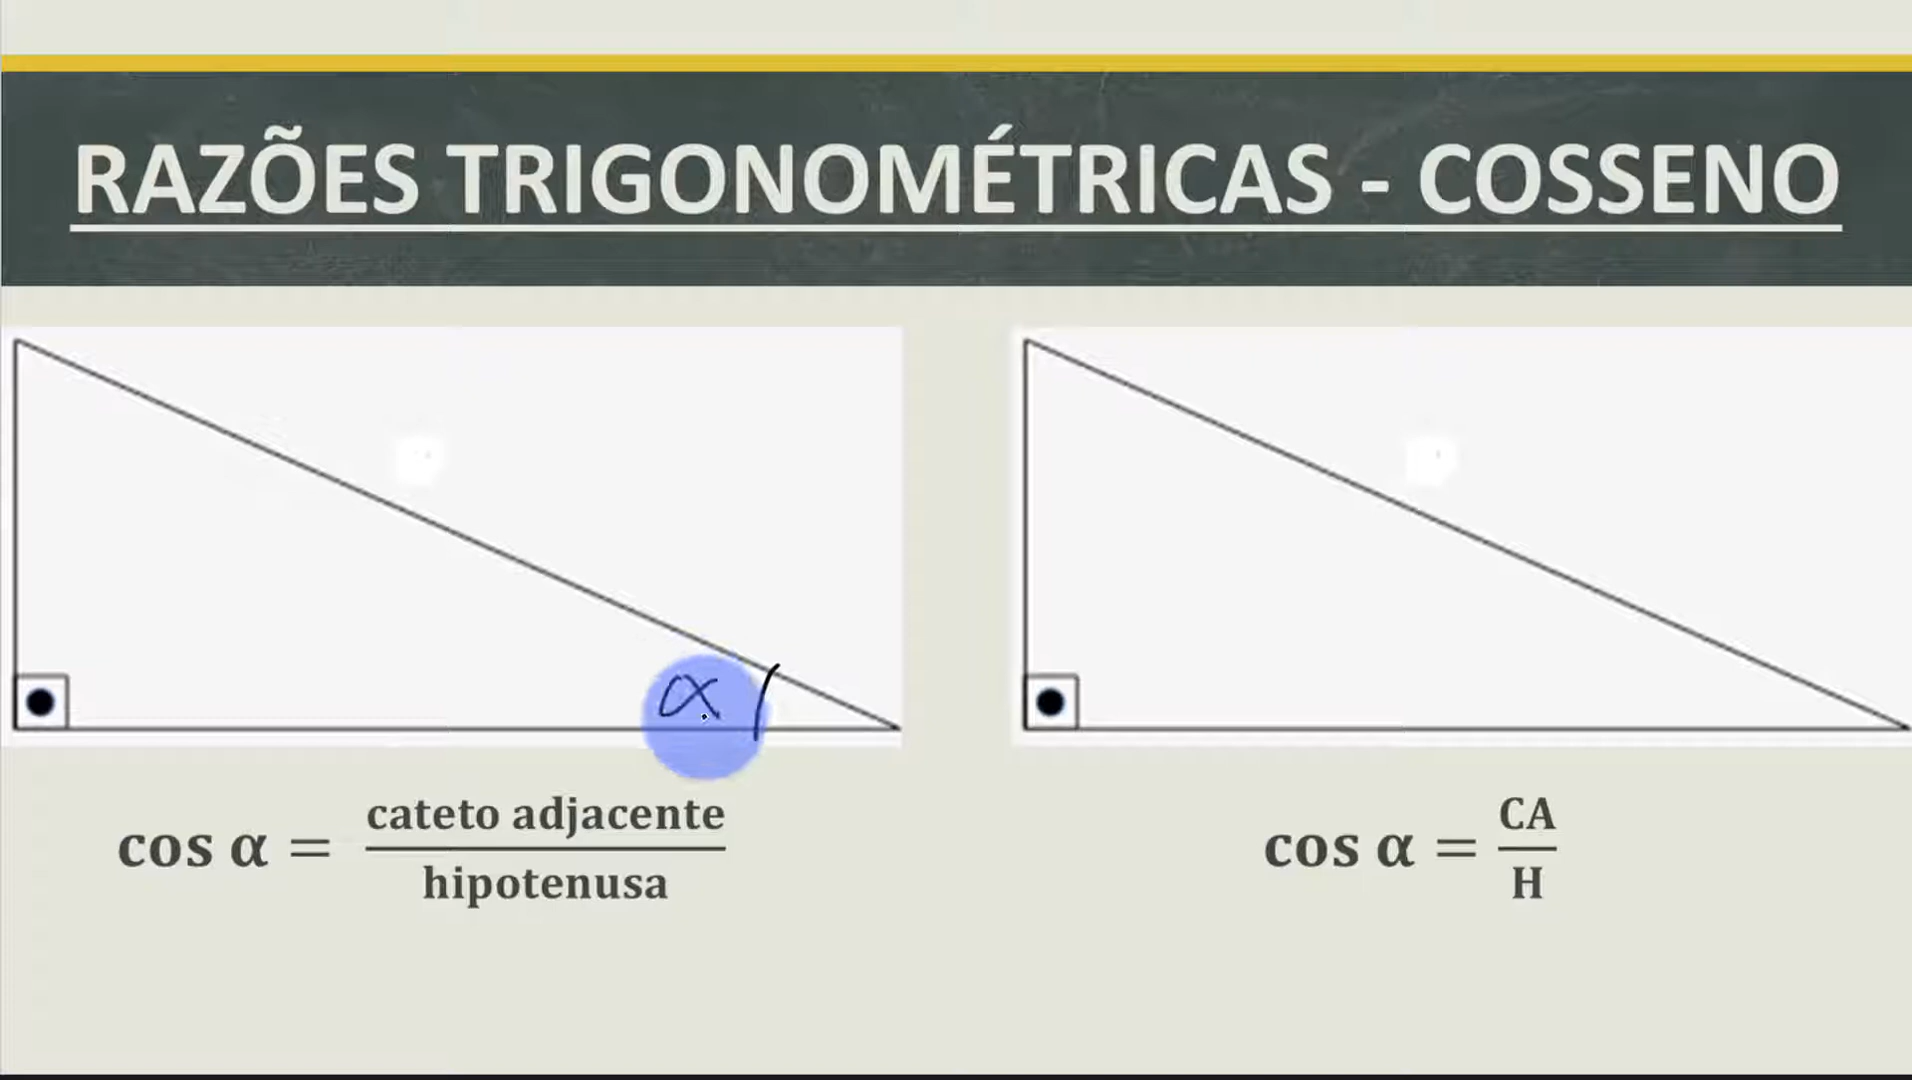 RAZÕES TRIGONOMÉTRICAS - COSSENO
α
cos α = cateto adjacente / hipotenusa
cos α = CA / H